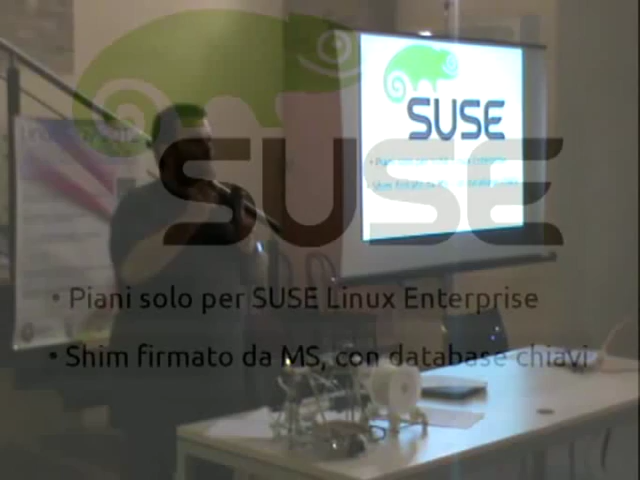 SUSE
SUSE
• Piani solo per SUSE Linux Enterprise
• Shim firmato da MS, con database chiavi